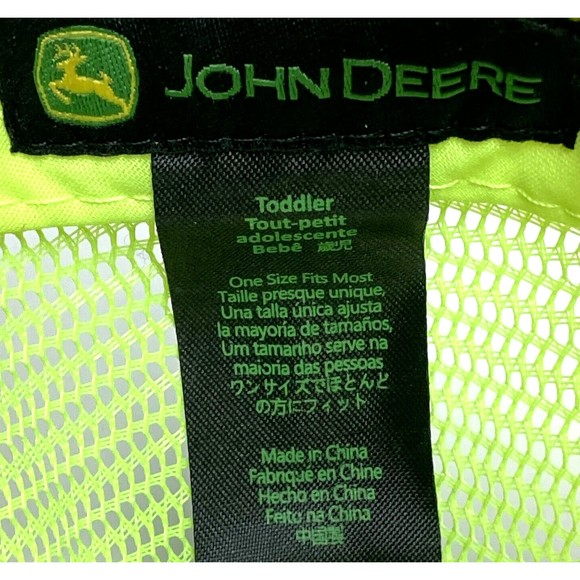 JOHN DEERE
Toddler
Tout-petit
adolescente
Bebê 歳児
One Size Fits Most
Taille presque unique,
Una talla única ajusta
la mayoria de tamaños,
Um tamanho serve na
maioria das pessoas
ワンサイズでほとんど
の方にフィット
Made in China
Fabriqué en Chine
Hecho en China
Feito na China
中国製